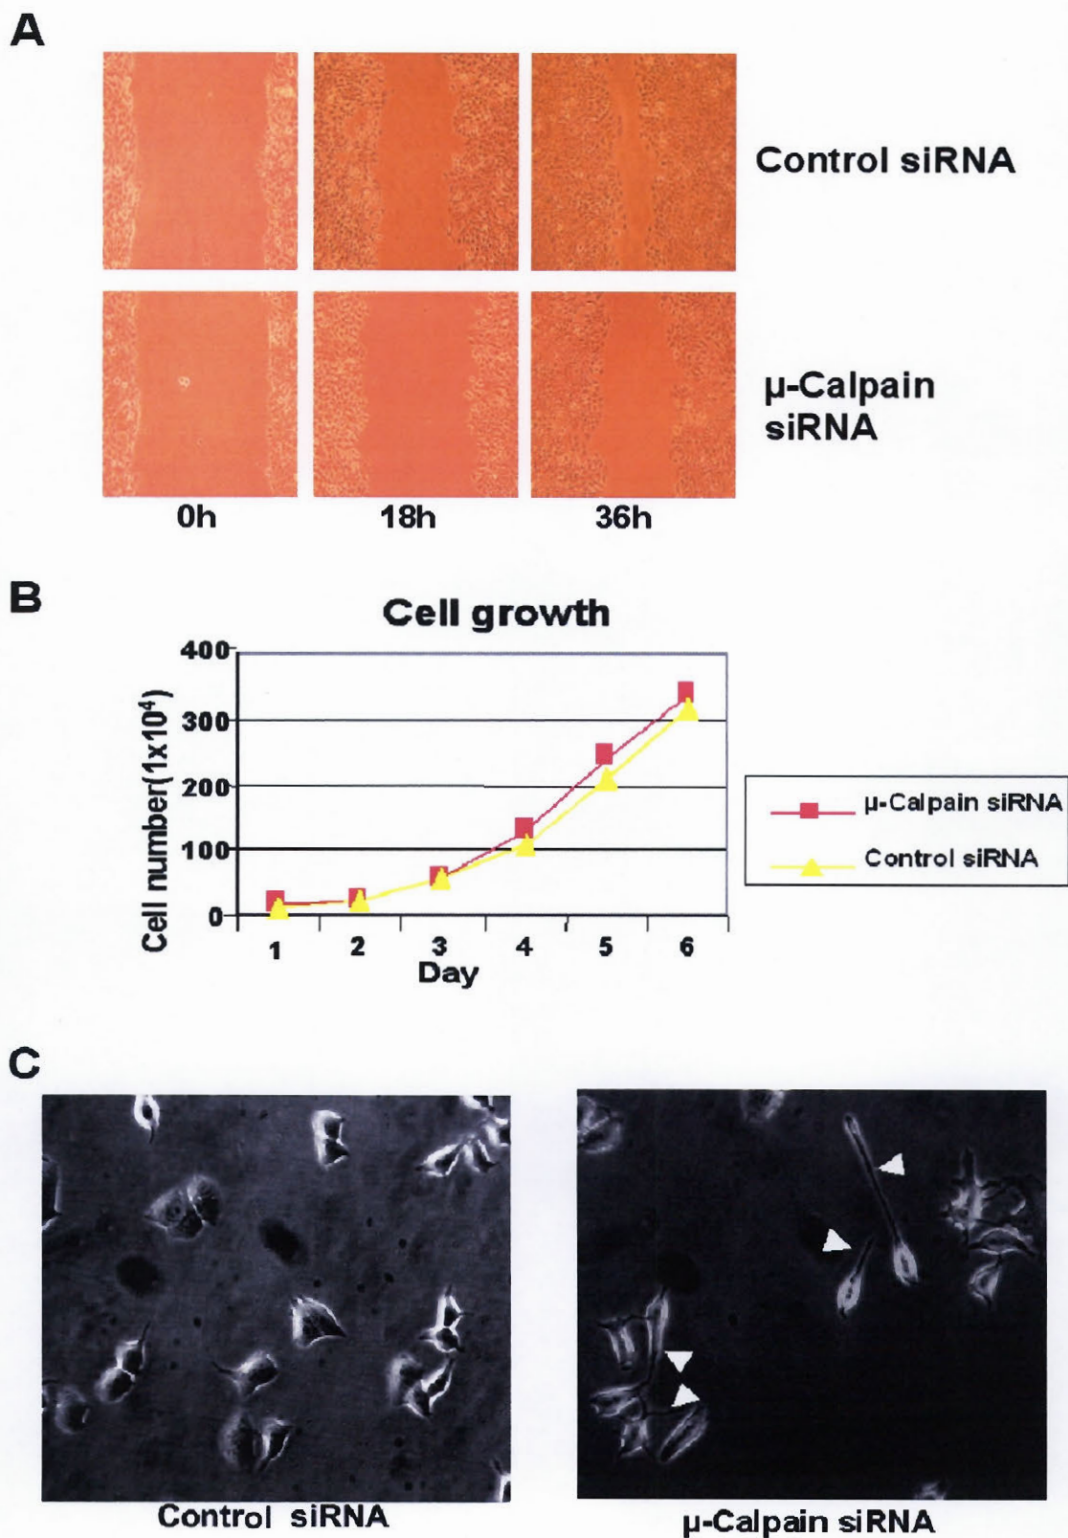 A
Control siRNA
µ-Calpain
siRNA
0h
18h
36h
B
Cell growth
Cell number(1x10⁴)
400
300
200
100
0
1
2
3
4
5
6
Day
µ-Calpain siRNA
Control siRNA
C
Control siRNA
µ-Calpain siRNA